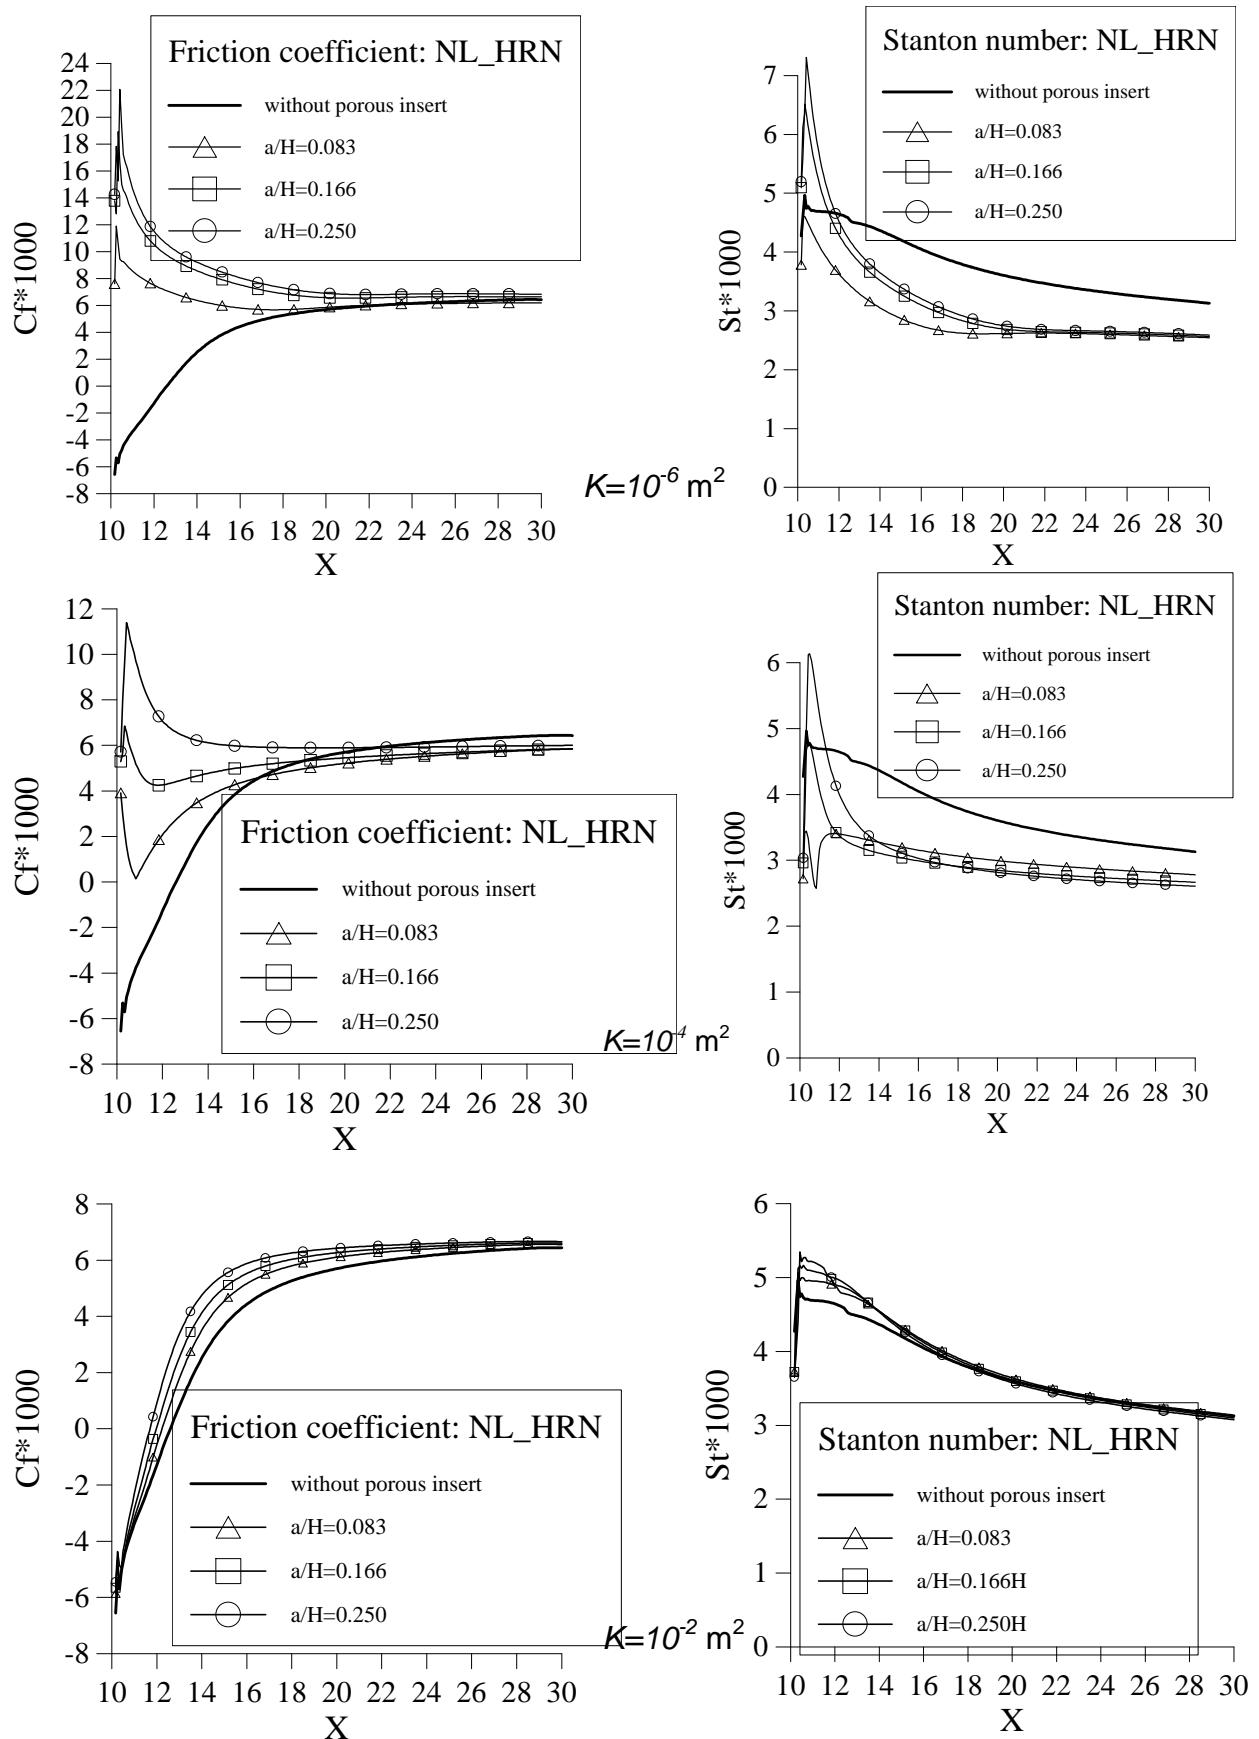 Friction coefficient: NL_HRN
without porous insert
a/H=0.083
a/H=0.166
a/H=0.250
24
22
20
18
16
14
12
10
8
6
4
2
0
-2
-4
-6
-8
Cf*1000
10 12 14 16 18 20 22 24 26 28 30
X
Stanton number: NL_HRN
without porous insert
a/H=0.083
a/H=0.166
a/H=0.250
7
6
5
4
3
2
1
0
St*1000
10 12 14 16 18 20 22 24 26 28 30
X
K=10-6 m2
12
10
8
6
4
2
0
-2
-4
-6
-8
Cf*1000
Friction coefficient: NL_HRN
without porous insert
a/H=0.083
a/H=0.166
a/H=0.250
10 12 14 16 18 20 22 24 26 28 30
X
Stanton number: NL_HRN
without porous insert
a/H=0.083
a/H=0.166
a/H=0.250
6
5
4
3
2
1
0
St*1000
10 12 14 16 18 20 22 24 26 28 30
X
K=10-4 m2
8
6
4
2
0
-2
-4
-6
-8
Cf*1000
Friction coefficient: NL_HRN
without porous insert
a/H=0.083
a/H=0.166
a/H=0.250
10 12 14 16 18 20 22 24 26 28 30
X
6
5
4
3
2
1
0
St*1000
Stanton number: NL_HRN
without porous insert
a/H=0.083
a/H=0.166H
a/H=0.250H
10 12 14 16 18 20 22 24 26 28 30
X
K=10-2 m2